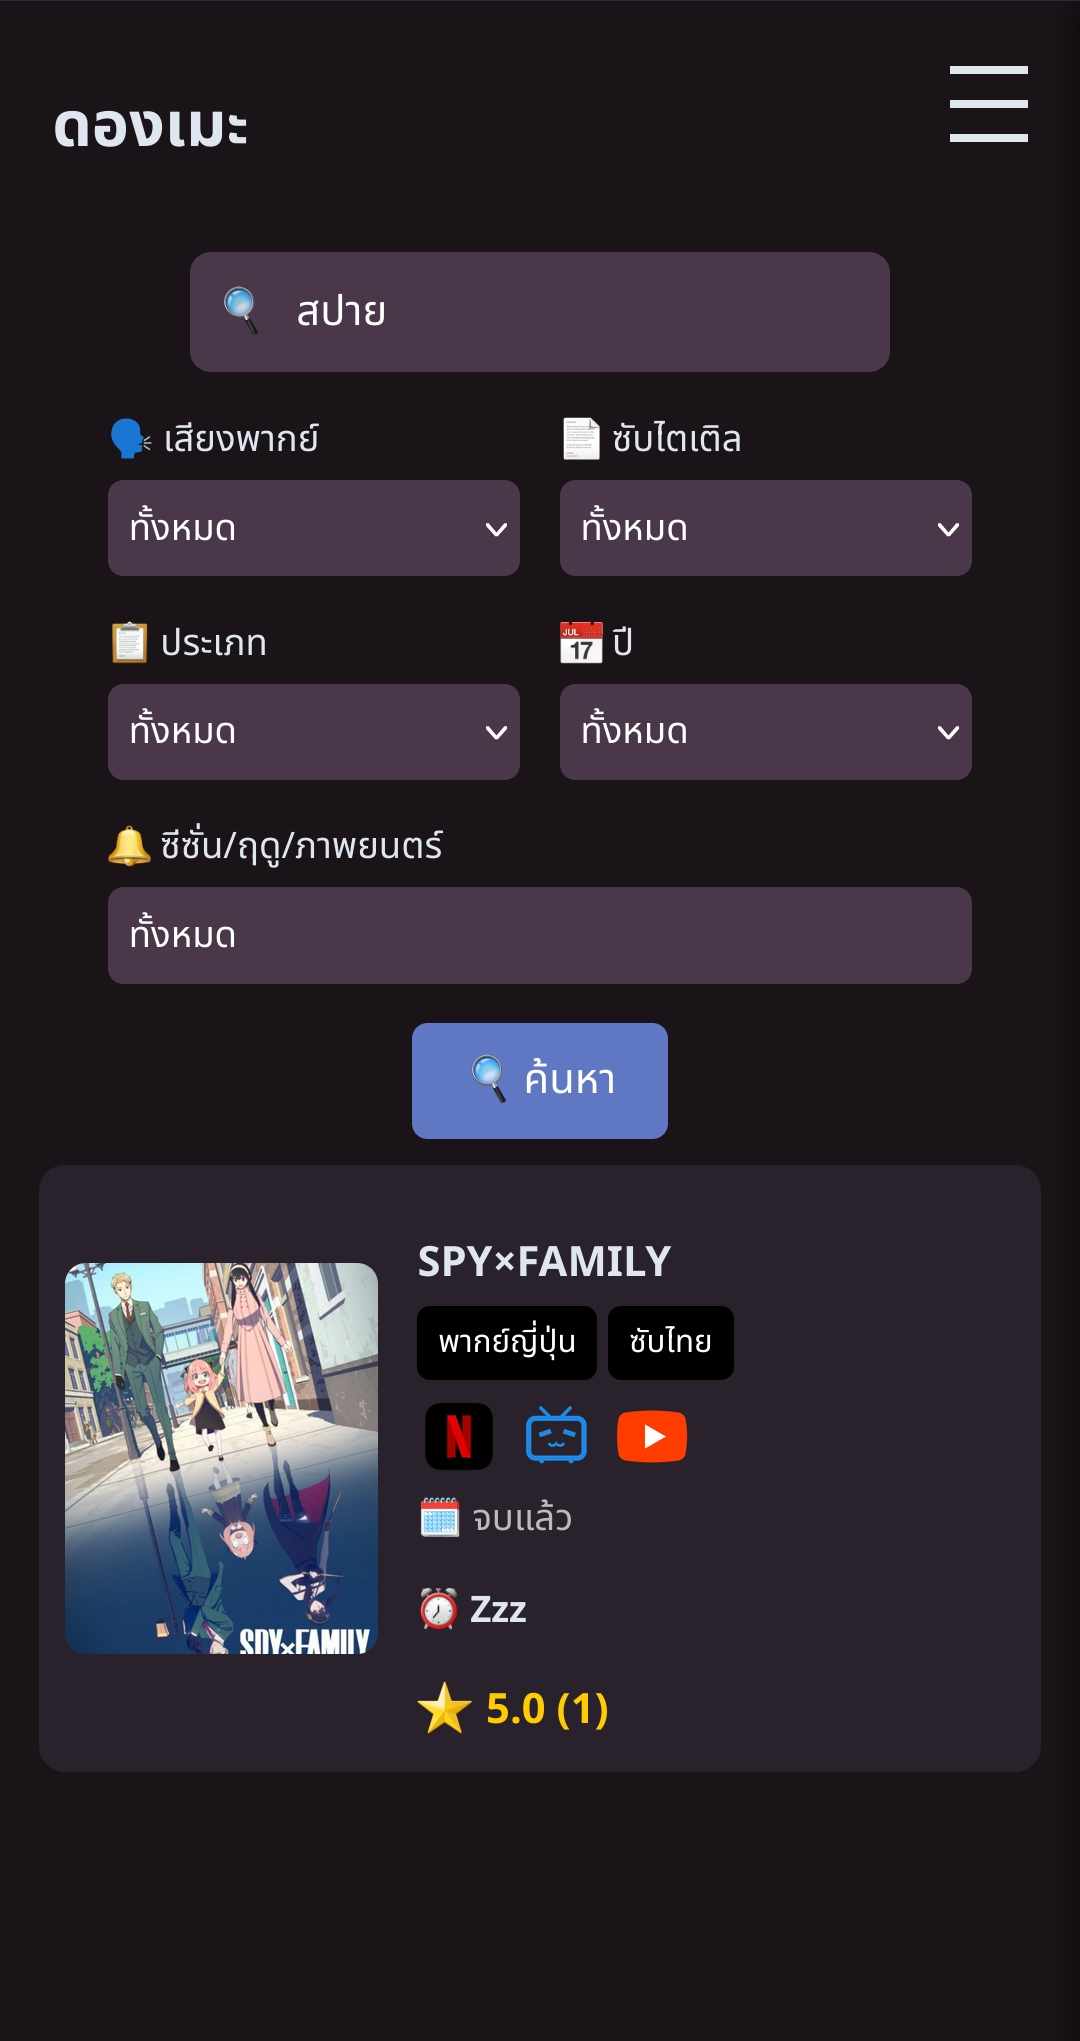 ดองเมะ
🔍 สปาย
🗣️ เสียงพากย์
📄 ซับไตเติล
ทั้งหมด
ทั้งหมด
📋 ประเภท
📅 ปี
ทั้งหมด
ทั้งหมด
🔔 ซีซั่น/ฤดู/ภาพยนตร์
ทั้งหมด
🔍 ค้นหา
SPY×FAMILY
พากย์ญี่ปุ่น ซับไทย
🗓️ จบแล้ว
⏰ Zzz
⭐ 5.0 (1)
SPY×FAMILY